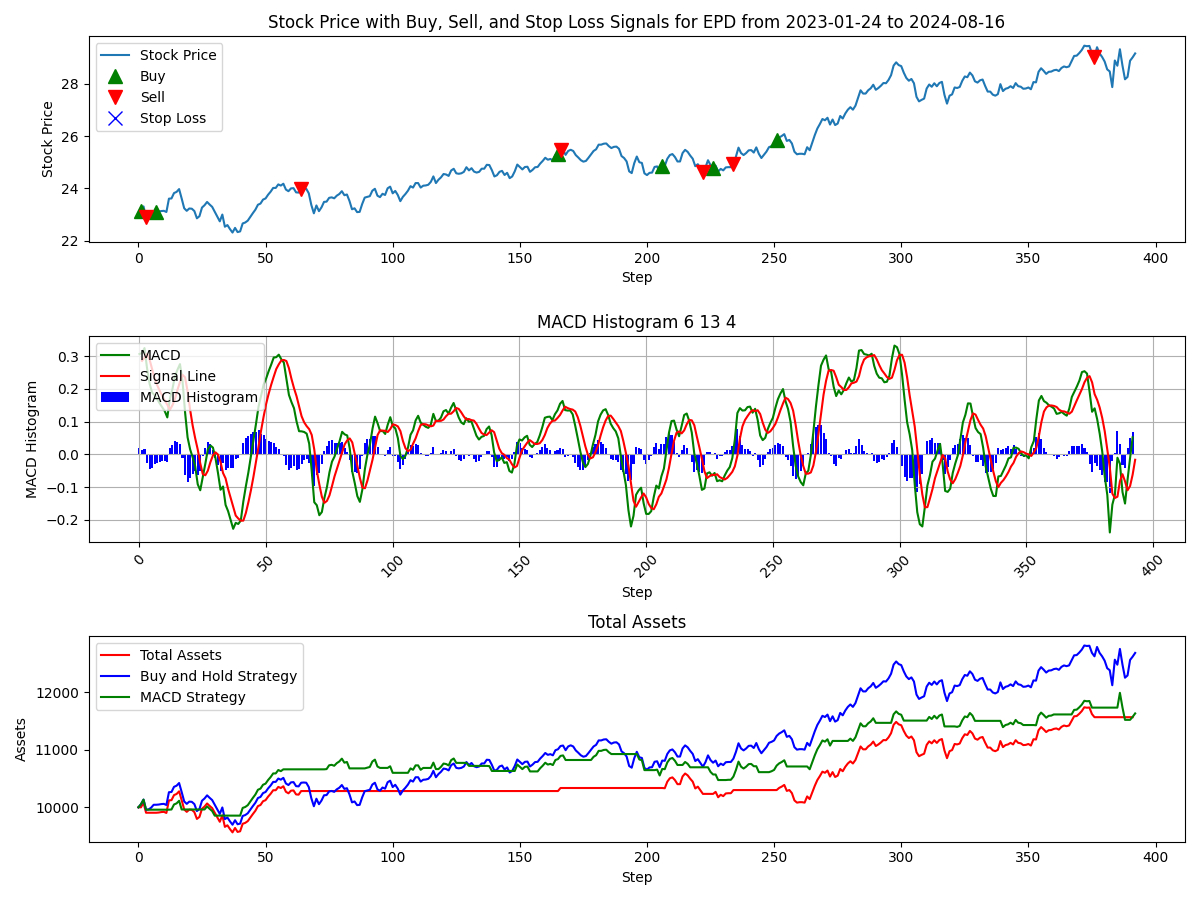 Stock Price with Buy, Sell, and Stop Loss Signals for EPD from 2023-01-24 to 2024-08-16
Stock Price
Buy
Sell
Stop Loss
Stock Price
28
26
24
22
0 50 100 150 200 250 300 350 400
Step
MACD Histogram 6 13 4
MACD
Signal Line
MACD Histogram
MACD Histogram
0.3
0.2
0.1
0.0
−0.1
−0.2
0 50 100 150 200 250 300 350 400
Step
Total Assets
Total Assets
Buy and Hold Strategy
MACD Strategy
Assets
12000
11000
10000
0 50 100 150 200 250 300 350 400
Step